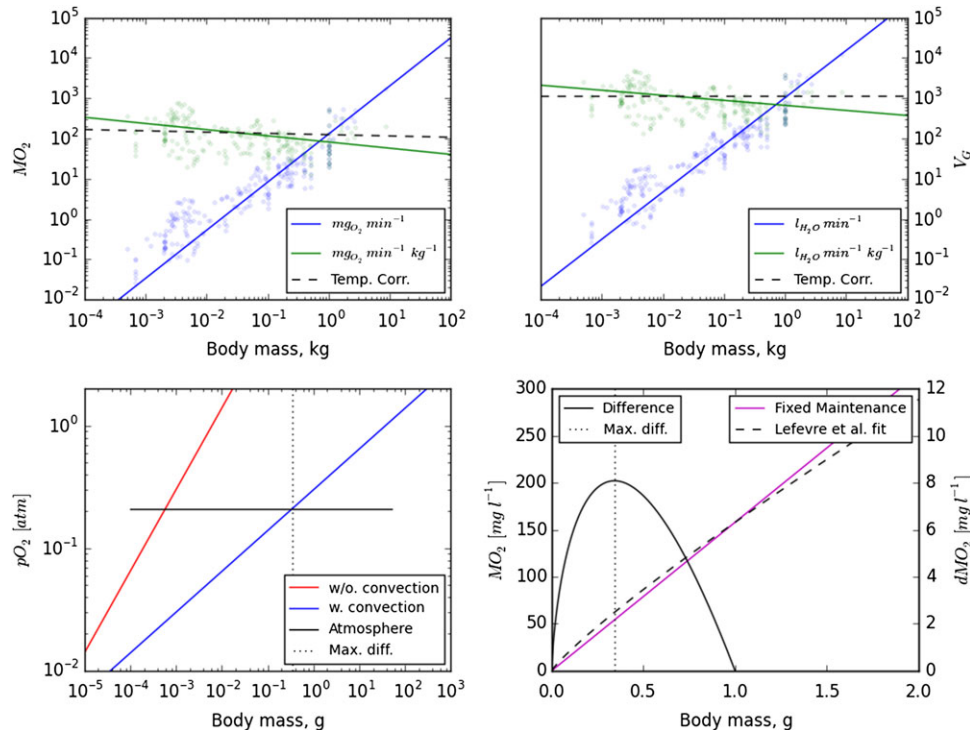 10^5
10^4
10^3
10^2
10^1
10^0
10^-1
10^-2
MO_2
mg_{O_2} min^-1
mg_{O_2} min^-1 kg^-1
Temp. Corr.
10^-4 10^-3 10^-2 10^-1 10^0 10^1 10^2
Body mass, kg
10^5
10^4
10^3
10^2
10^1
10^0
10^-1
10^-2
V_G
l_{H_2O} min^-1
l_{H_2O} min^-1 kg^-1
Temp. Corr.
10^-4 10^-3 10^-2 10^-1 10^0 10^1 10^2
Body mass, kg
10^0
10^-1
10^-2
pO_2 [atm]
w/o. convection
w. convection
Atmosphere
Max. diff.
10^-5 10^-4 10^-3 10^-2 10^-1 10^0 10^1 10^2 10^3
Body mass, g
300
250
200
150
100
50
0
MO_2 [mg l^-1]
Difference
Max. diff.
Fixed Maintenance
Lefevre et al. fit
12
10
8
6
4
2
0
dMO_2 [mg l^-1]
0.0 0.5 1.0 1.5 2.0
Body mass, g